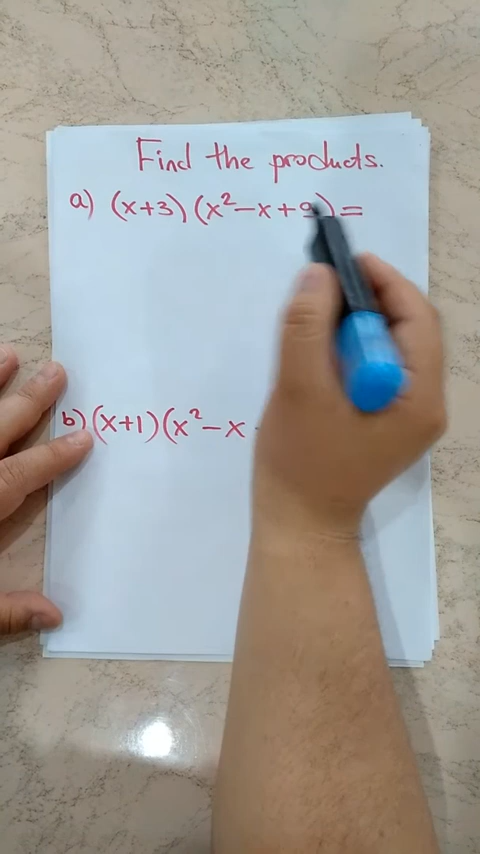 Find the products.
a) (x+3)(x²-x+9)=
b) (x+1)(x²-x